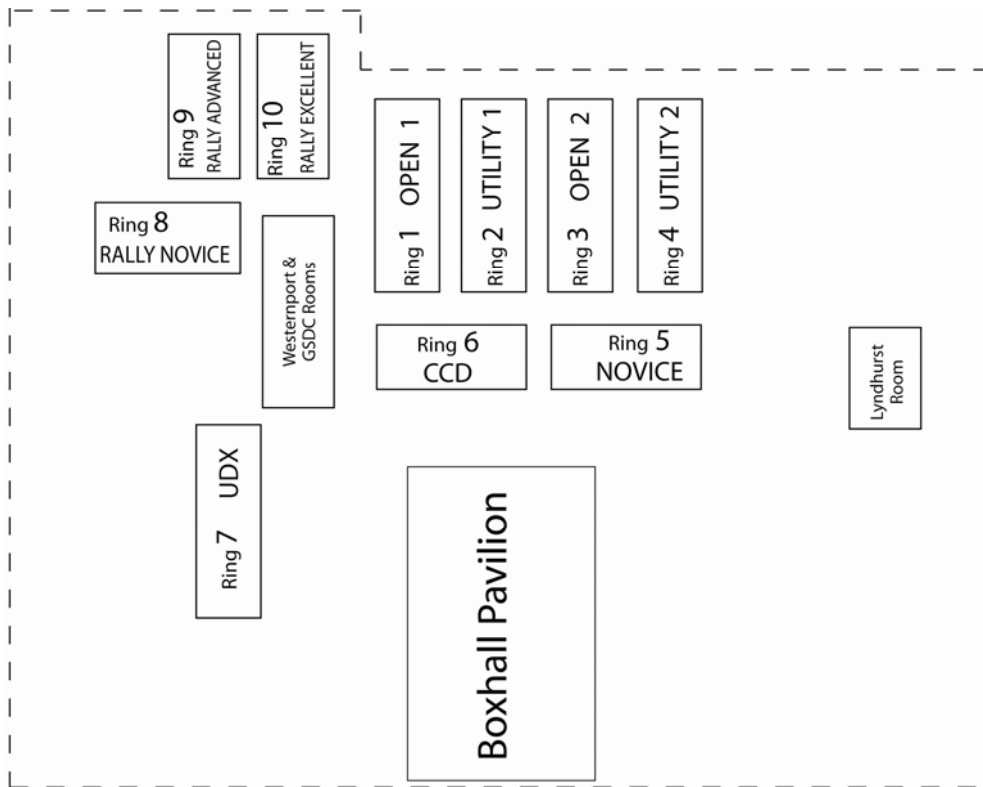 Ring 9
RALLY ADVANCED
Ring 10
RALLY EXCELLENT
Ring 1 OPEN 1
Ring 2 UTILITY 1
Ring 3 OPEN 2
Ring 4 UTILITY 2
Ring 8
RALLY NOVICE
Westernport &
GSDC Rooms
Ring 6
CCD
Ring 5
NOVICE
Lyndhurst
Room
Ring 7 UDX
Boxhall Pavilion